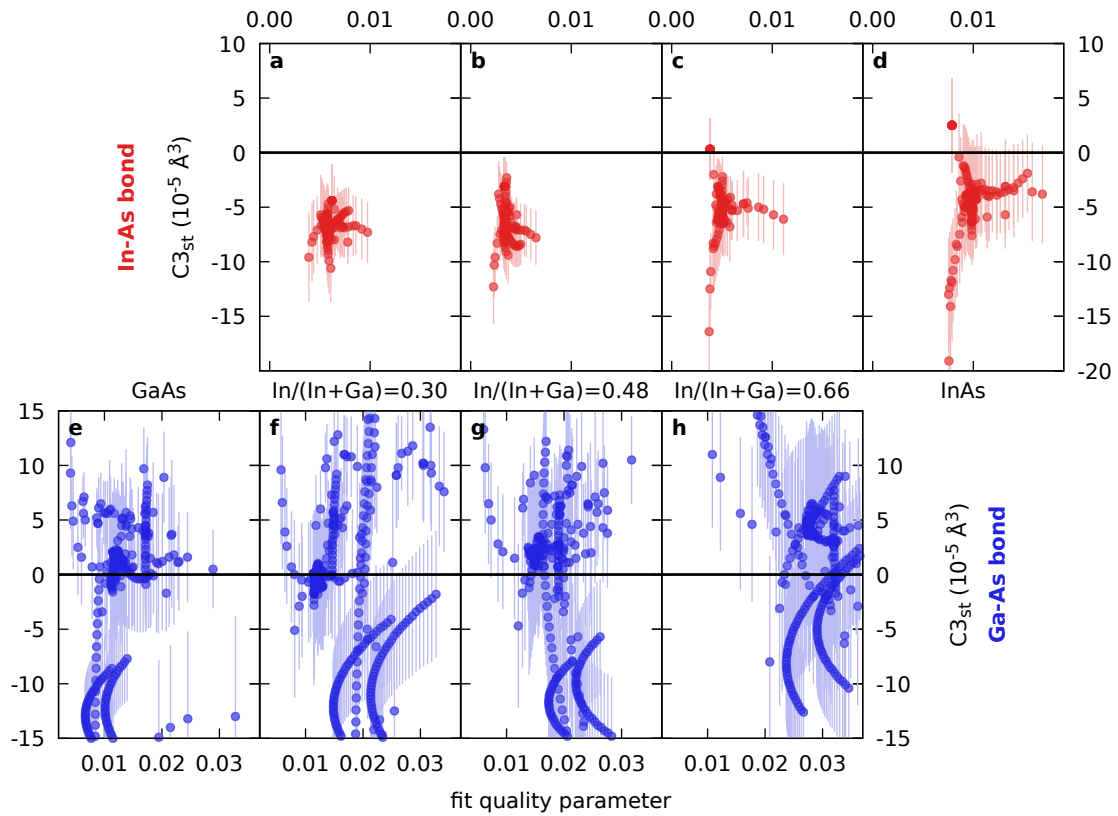 0.00 0.01 0.00 0.01 0.00 0.01 0.00 0.01
10 a b c d 10
5 5
0 0
-5 -5
-10 -10
-15 -15
-20
In-As bond
C3st (10-5 Å3)
GaAs In/(In+Ga)=0.30 In/(In+Ga)=0.48 In/(In+Ga)=0.66 InAs
15 e f g h
10 10
5 5
0 0
-5 -5
-10 -10
-15 -15
C3st (10-5 Å3)
Ga-As bond
0.01 0.02 0.03 0.01 0.02 0.03 0.01 0.02 0.03 0.01 0.02 0.03
fit quality parameter